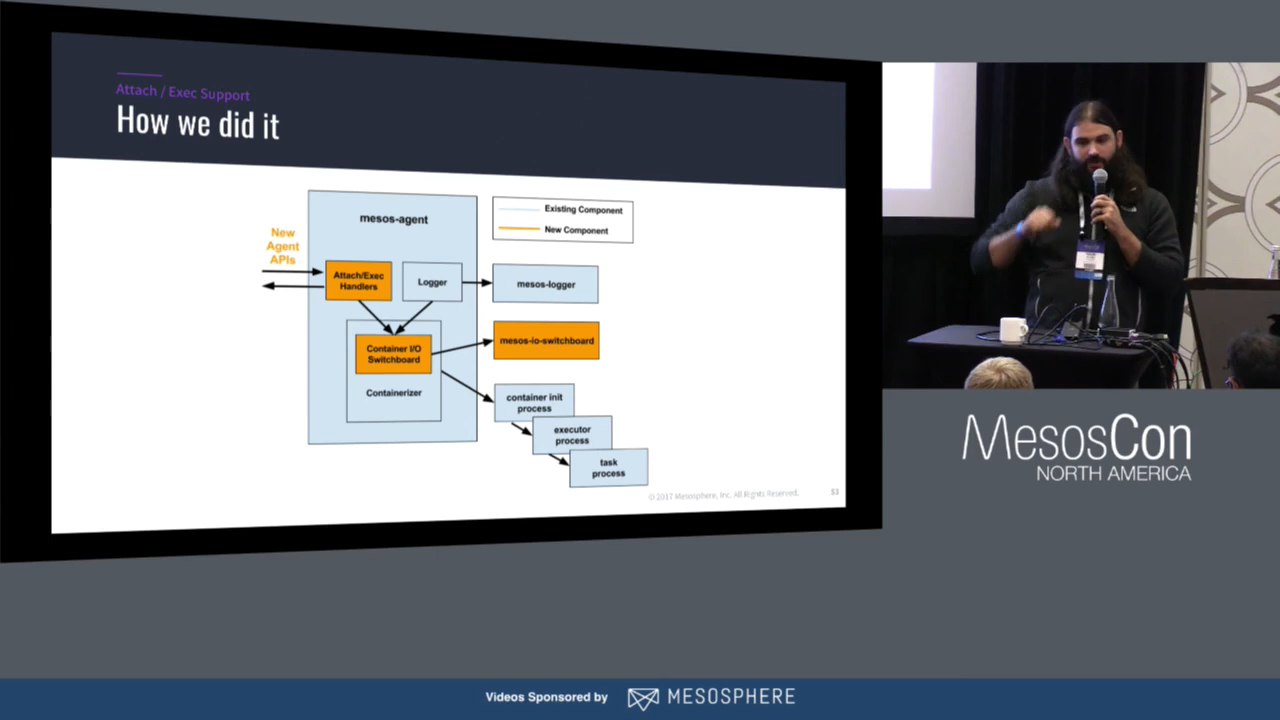 Attach / Exec Support
How we did it
mesos-agent
Existing Component
New Component
New
Agent
APIs
Attach/Exec
Handlers
Logger
mesos-logger
Container I/O
Switchboard
mesos-io-switchboard
Containerizer
container init
process
executor
process
task
process
© 2017 Mesosphere, Inc. All Rights Reserved.
53
MesosCon
NORTH AMERICA
Videos Sponsored by
MESOSPHERE